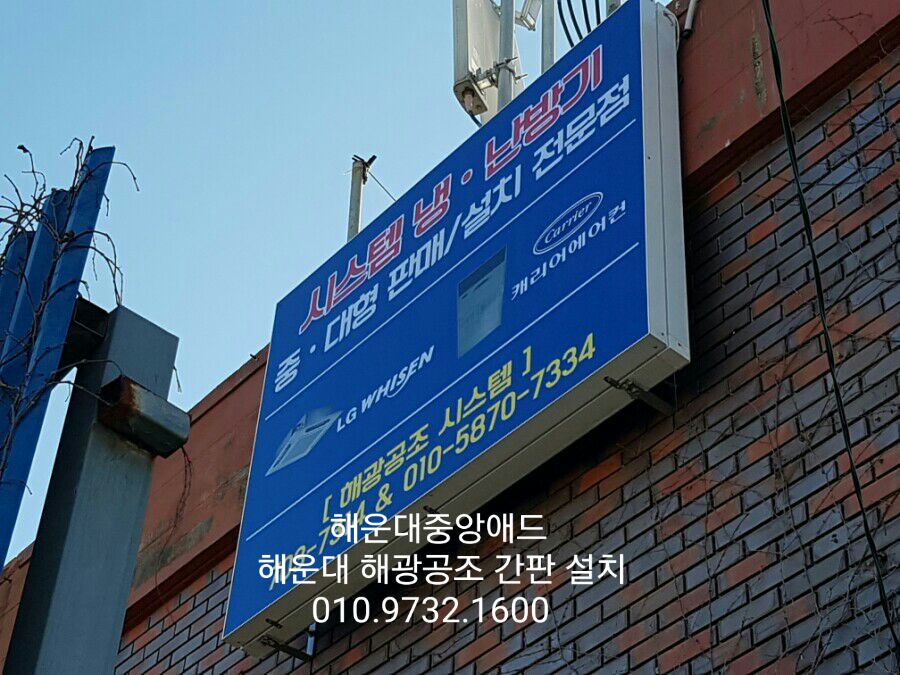 시스템 냉·난방기
중·대형 판매/설치 전문점
Carrier
캐리어에어컨
LG WHISEN
[ 해광공조 시스템 ]
& 010-5870-7334
해운대중앙애드
해운대 해광공조 간판 설치
010.9732.1600